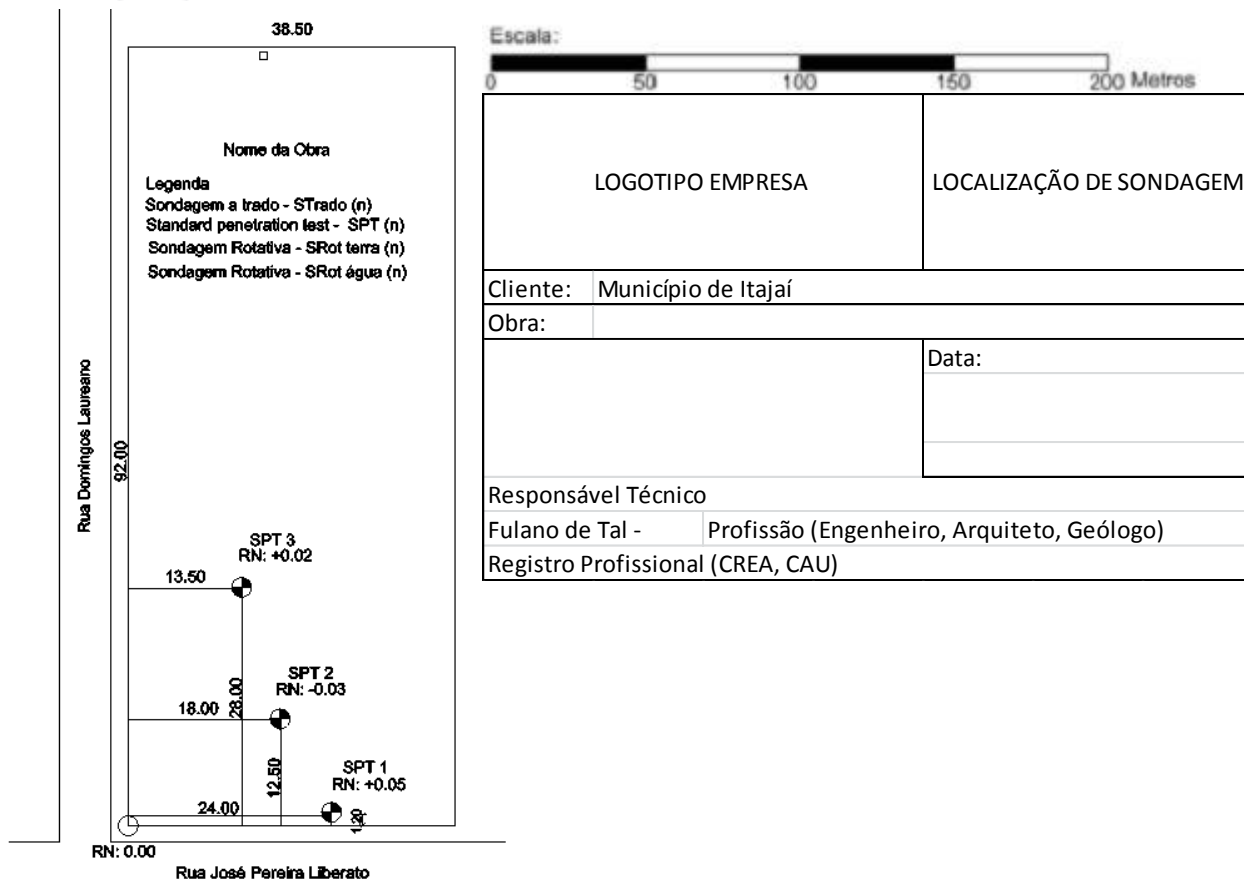 38.50
Nome da Obra
Legenda
Sondagem a trado - STrado (n)
Standard penetration test - SPT (n)
Sondagem Rotativa - SRot terra (n)
Sondagem Rotativa - SRot água (n)
Rua Domingos Laureano
92.00
SPT 3
RN: +0.02
13.50
28.00
SPT 2
RN: -0.03
18.00
12.50
SPT 1
RN: +0.05
24.00
1.20
RN: 0.00
Rua José Pereira Liberato
Escala:
0 50 100 150 200 Metros
LOGOTIPO EMPRESA
LOCALIZAÇÃO DE SONDAGEM
Cliente: Município de Itajaí
Obra:
Data:
Responsável Técnico
Fulano de Tal - Profissão (Engenheiro, Arquiteto, Geólogo)
Registro Profissional (CREA, CAU)